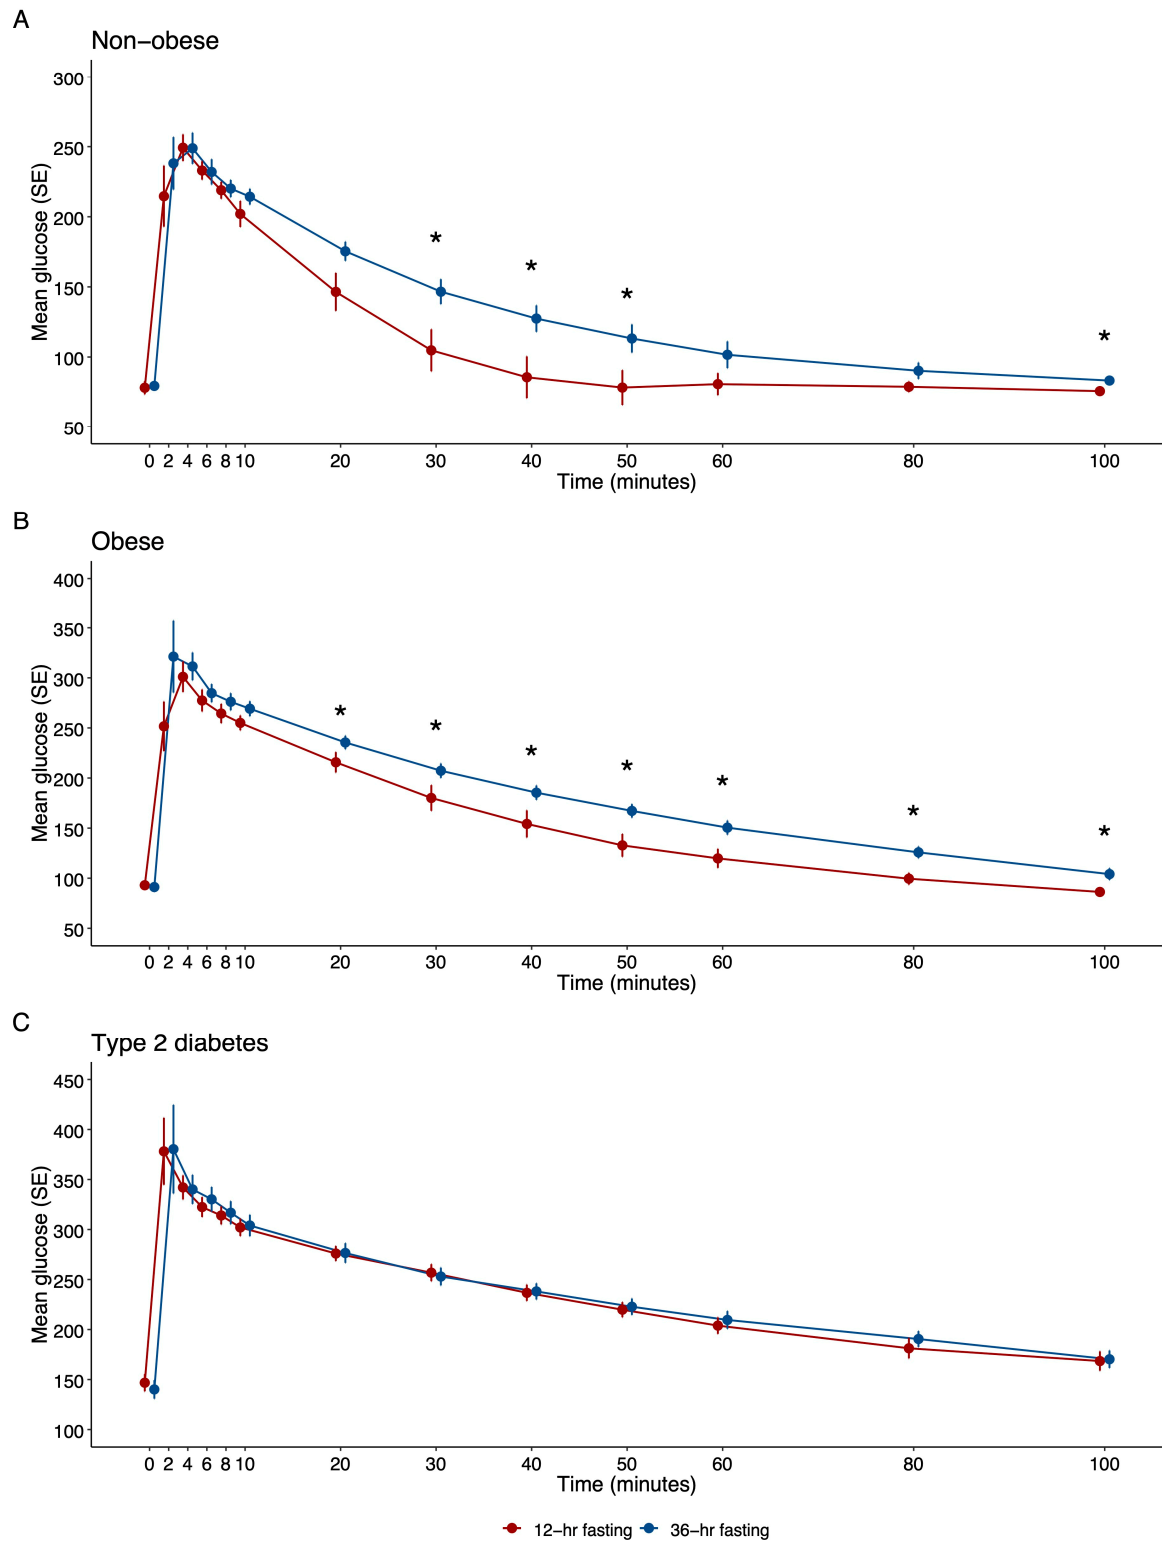 A
Non−obese
Mean glucose (SE)
300
250
200
150
100
50
* * * *
0 2 4 6 8 10 20 30 40 50 60 80 100
Time (minutes)
B
Obese
Mean glucose (SE)
400
350
300
250
200
150
100
50
* * * * * * *
0 2 4 6 8 10 20 30 40 50 60 80 100
Time (minutes)
C
Type 2 diabetes
Mean glucose (SE)
450
400
350
300
250
200
150
100
0 2 4 6 8 10 20 30 40 50 60 80 100
Time (minutes)
12−hr fasting 36−hr fasting